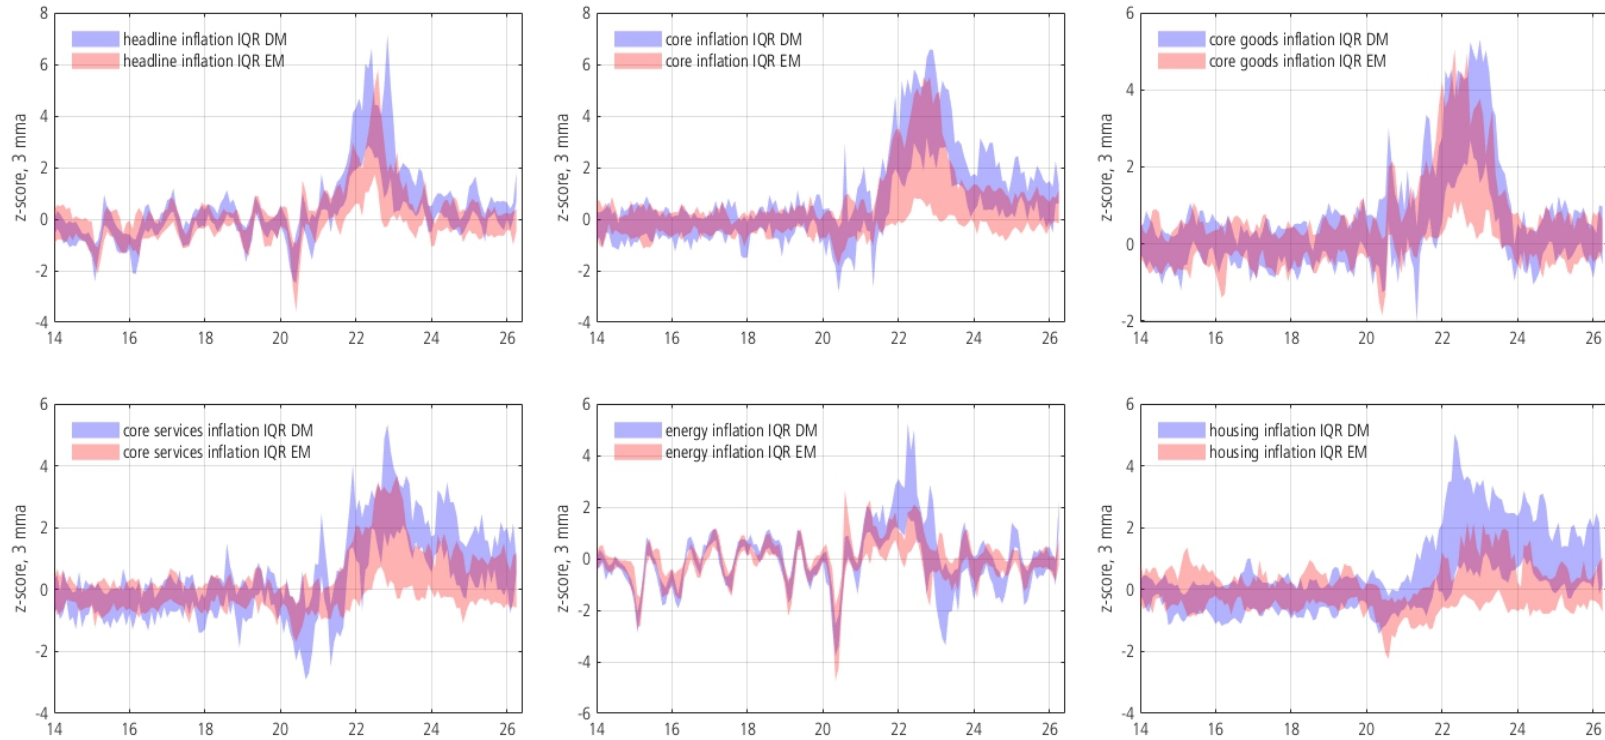 8
6
4
2
0
-2
-4
z-score, 3 mma
headline inflation IQR DM
headline inflation IQR EM
14 16 18 20 22 24 26
8
6
4
2
0
-2
-4
z-score, 3 mma
core inflation IQR DM
core inflation IQR EM
14 16 18 20 22 24 26
6
4
2
0
-2
z-score, 3 mma
core goods inflation IQR DM
core goods inflation IQR EM
14 16 18 20 22 24 26
6
4
2
0
-2
-4
z-score, 3 mma
core services inflation IQR DM
core services inflation IQR EM
14 16 18 20 22 24 26
6
4
2
0
-2
-4
-6
z-score, 3 mma
energy inflation IQR DM
energy inflation IQR EM
14 16 18 20 22 24 26
6
4
2
0
-2
-4
z-score, 3 mma
housing inflation IQR DM
housing inflation IQR EM
14 16 18 20 22 24 26